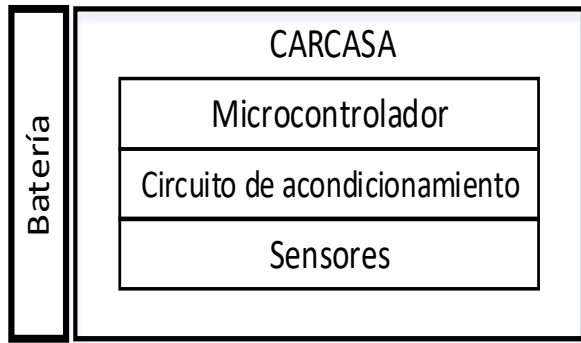 Batería
CARCASA
Microcontrolador
Circuito de acondicionamiento
Sensores